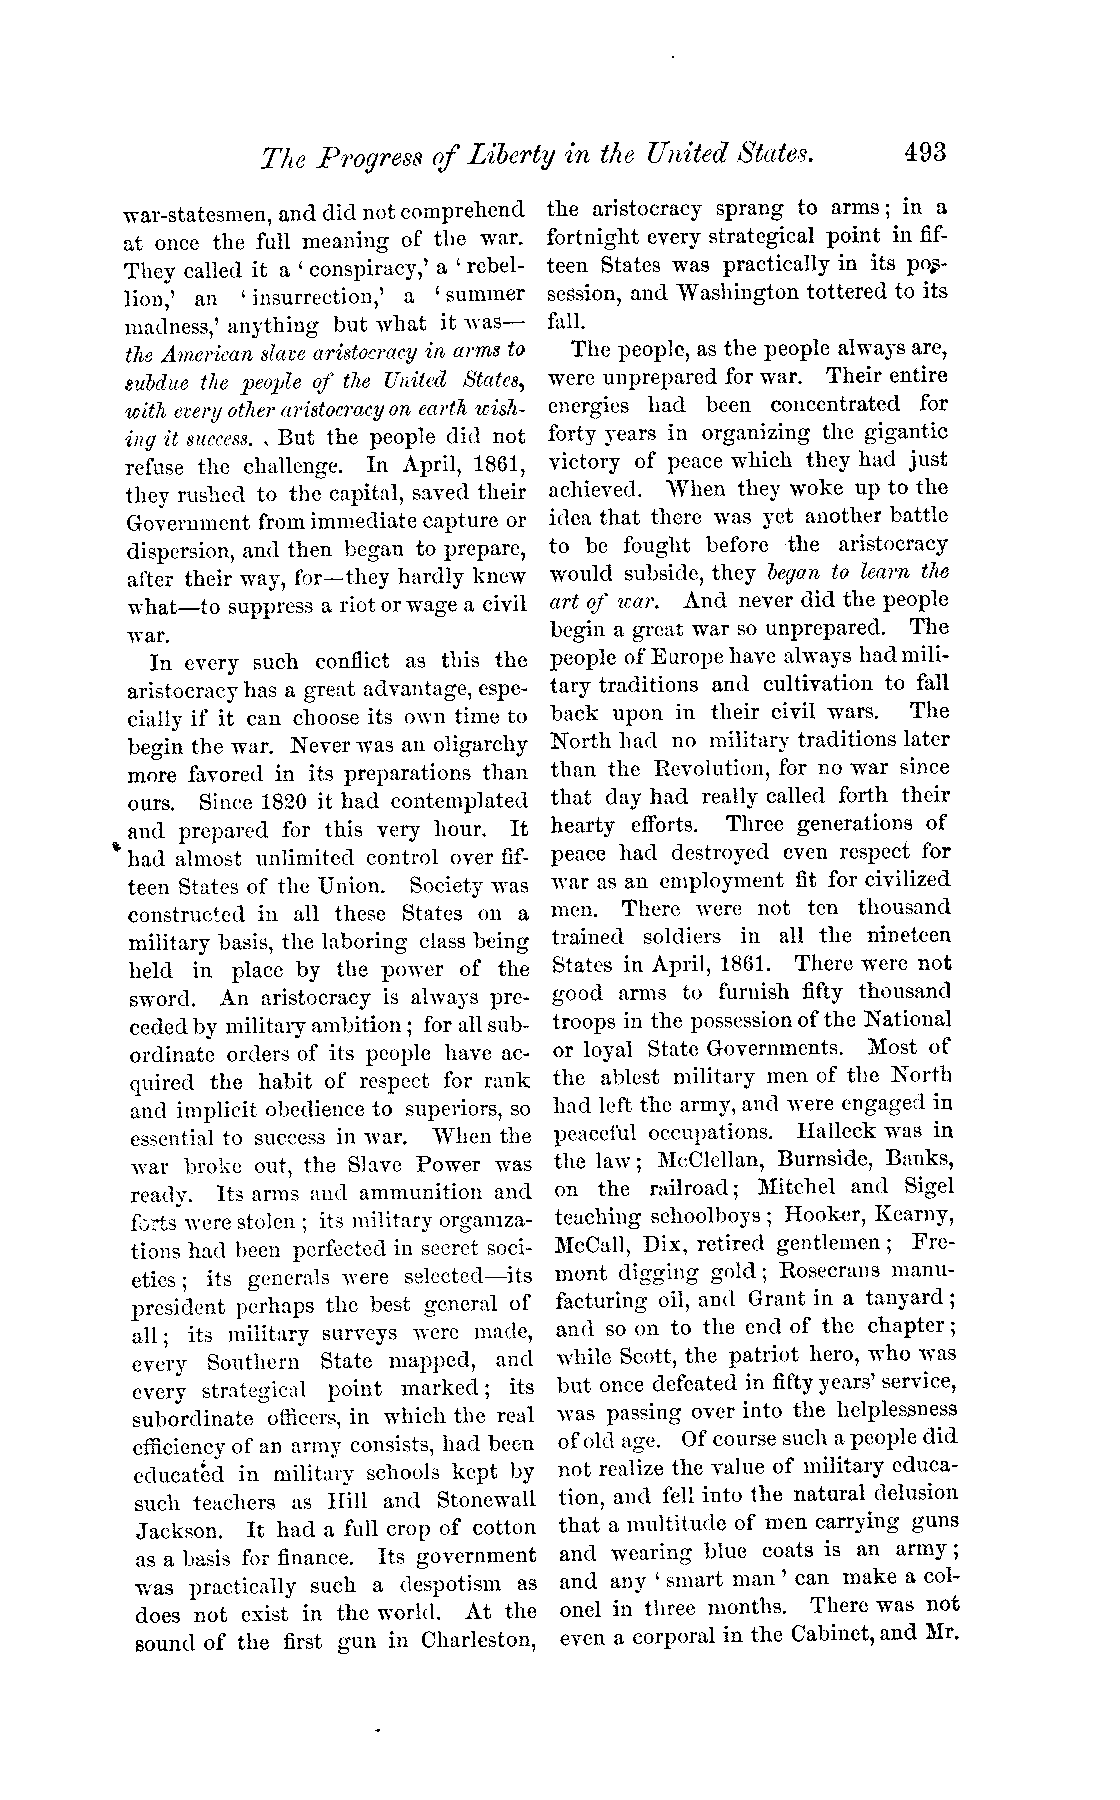 The Progress of Liberty in the United States. 493
war-statesmen, and did not comprehend
at once the full meaning of the war.
They called it a ‘ conspiracy,’ a ‘ rebel-
lion,’ an ‘ insurrection,’ a ‘ summer
madness,’ anything but what it was—
the American slave aristocracy in arms to
subdue the people of the United States,
with every other aristocracy on earth wish-
ing it success. But the people did not
refuse the challenge. In April, 1861,
they rushed to the capital, saved their
Government from immediate capture or
dispersion, and then began to prepare,
after their way, for—they hardly knew
what—to suppress a riot or wage a civil
war.
In every such conflict as this the
aristocracy has a great advantage, espe-
cially if it can choose its own time to
begin the war. Never was an oligarchy
more favored in its preparations than
ours. Since 1820 it had contemplated
and prepared for this very hour. It
had almost unlimited control over fif-
teen States of the Union. Society was
constructed in all these States on a
military basis, the laboring class being
held in place by the power of the
sword. An aristocracy is always pre-
ceded by military ambition ; for all sub-
ordinate orders of its people have ac-
quired the habit of respect for rank
and implicit obedience to superiors, so
essential to success in war. When the
war broke out, the Slave Power was
ready. Its arms and ammunition and
forts were stolen ; its military organiza-
tions had been perfected in secret soci-
eties ; its generals were selected—its
president perhaps the best general of
all ; its military surveys were made,
every Southern State mapped, and
every strategical point marked ; its
subordinate officers, in which the real
efficiency of an army consists, had been
educated in military schools kept by
such teachers as Hill and Stonewall
Jackson. It had a full crop of cotton
as a basis for finance. Its government
was practically such a despotism as
does not exist in the world. At the
sound of the first gun in Charleston,
the aristocracy sprang to arms ; in a
fortnight every strategical point in fif-
teen States was practically in its pos-
session, and Washington tottered to its
fall.
The people, as the people always are,
were unprepared for war. Their entire
energies had been concentrated for
forty years in organizing the gigantic
victory of peace which they had just
achieved. When they woke up to the
idea that there was yet another battle
to be fought before the aristocracy
would subside, they began to learn the
art of war. And never did the people
begin a great war so unprepared. The
people of Europe have always had mili-
tary traditions and cultivation to fall
back upon in their civil wars. The
North had no military traditions later
than the Revolution, for no war since
that day had really called forth their
hearty efforts. Three generations of
peace had destroyed even respect for
war as an employment fit for civilized
men. There were not ten thousand
trained soldiers in all the nineteen
States in April, 1861. There were not
good arms to furnish fifty thousand
troops in the possession of the National
or loyal State Governments. Most of
the ablest military men of the North
had left the army, and were engaged in
peaceful occupations. Halleck was in
the law ; McClellan, Burnside, Banks,
on the railroad ; Mitchel and Sigel
teaching schoolboys ; Hooker, Kearny,
McCall, Dix, retired gentlemen ; Fre-
mont digging gold ; Rosecrans manu-
facturing oil, and Grant in a tanyard ;
and so on to the end of the chapter ;
while Scott, the patriot hero, who was
but once defeated in fifty years’ service,
was passing over into the helplessness
of old age. Of course such a people did
not realize the value of military educa-
tion, and fell into the natural delusion
that a multitude of men carrying guns
and wearing blue coats is an army ;
and any ‘ smart man ’ can make a col-
onel in three months. There was not
even a corporal in the Cabinet, and Mr.